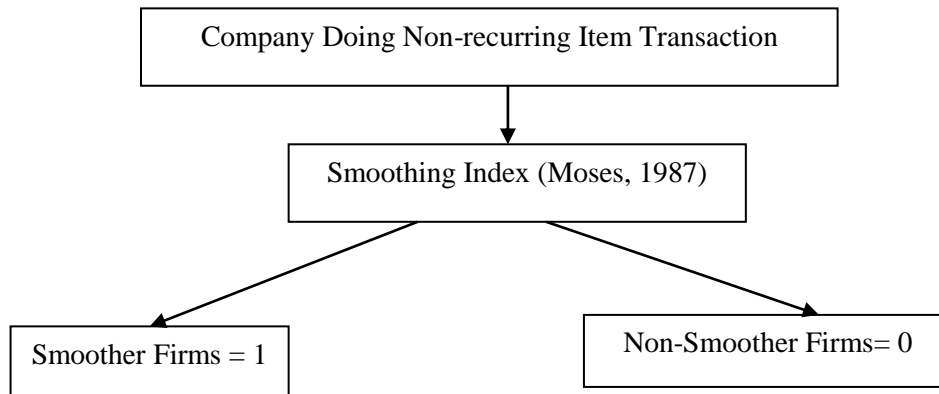 Company Doing Non-recurring Item Transaction
Smoothing Index (Moses, 1987)
Smoother Firms = 1
Non-Smoother Firms= 0